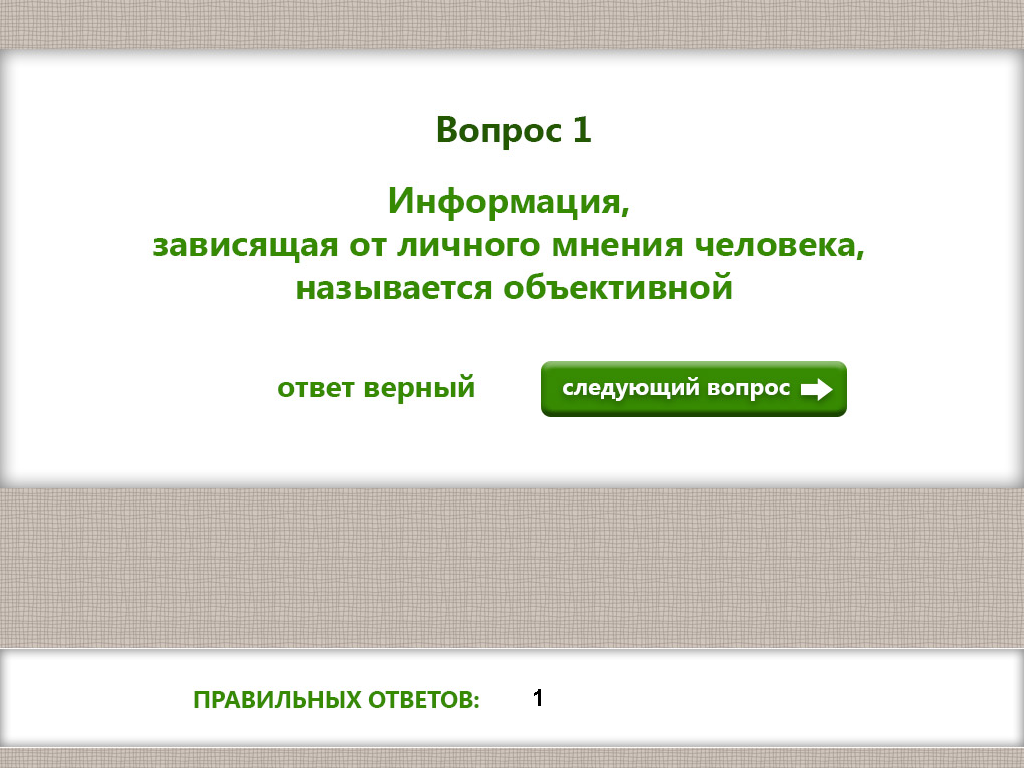 Вопрос 1
Информация,
зависящая от личного мнения человека,
называется объективной
ответ верный
следующий вопрос
ПРАВИЛЬНЫХ ОТВЕТОВ: 1